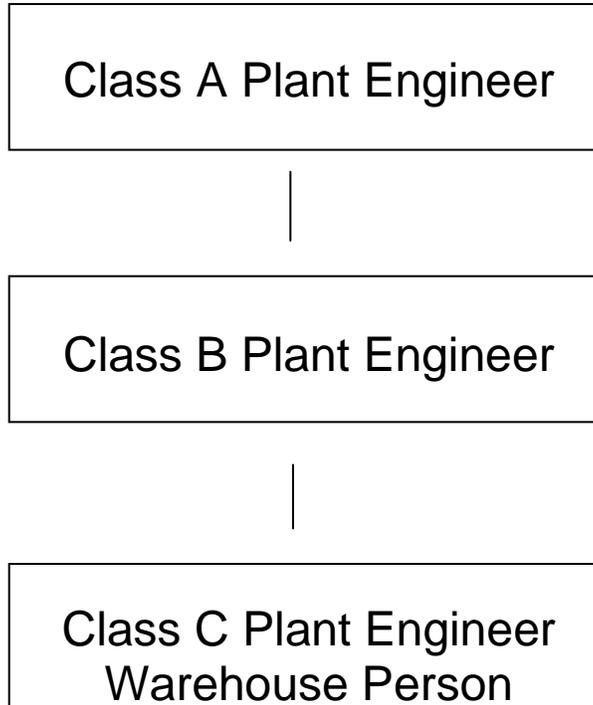 Class A Plant Engineer
Class B Plant Engineer
Class C Plant Engineer
Warehouse Person